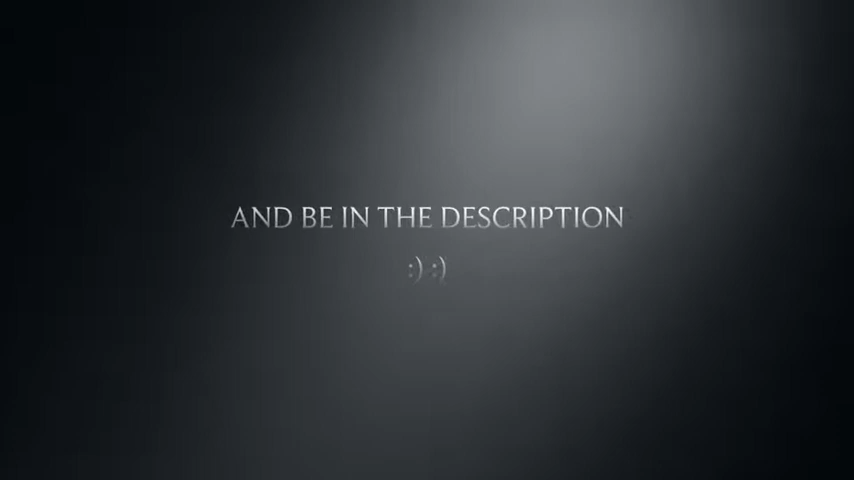 AND BE IN THE DESCRIPTION
:) :)